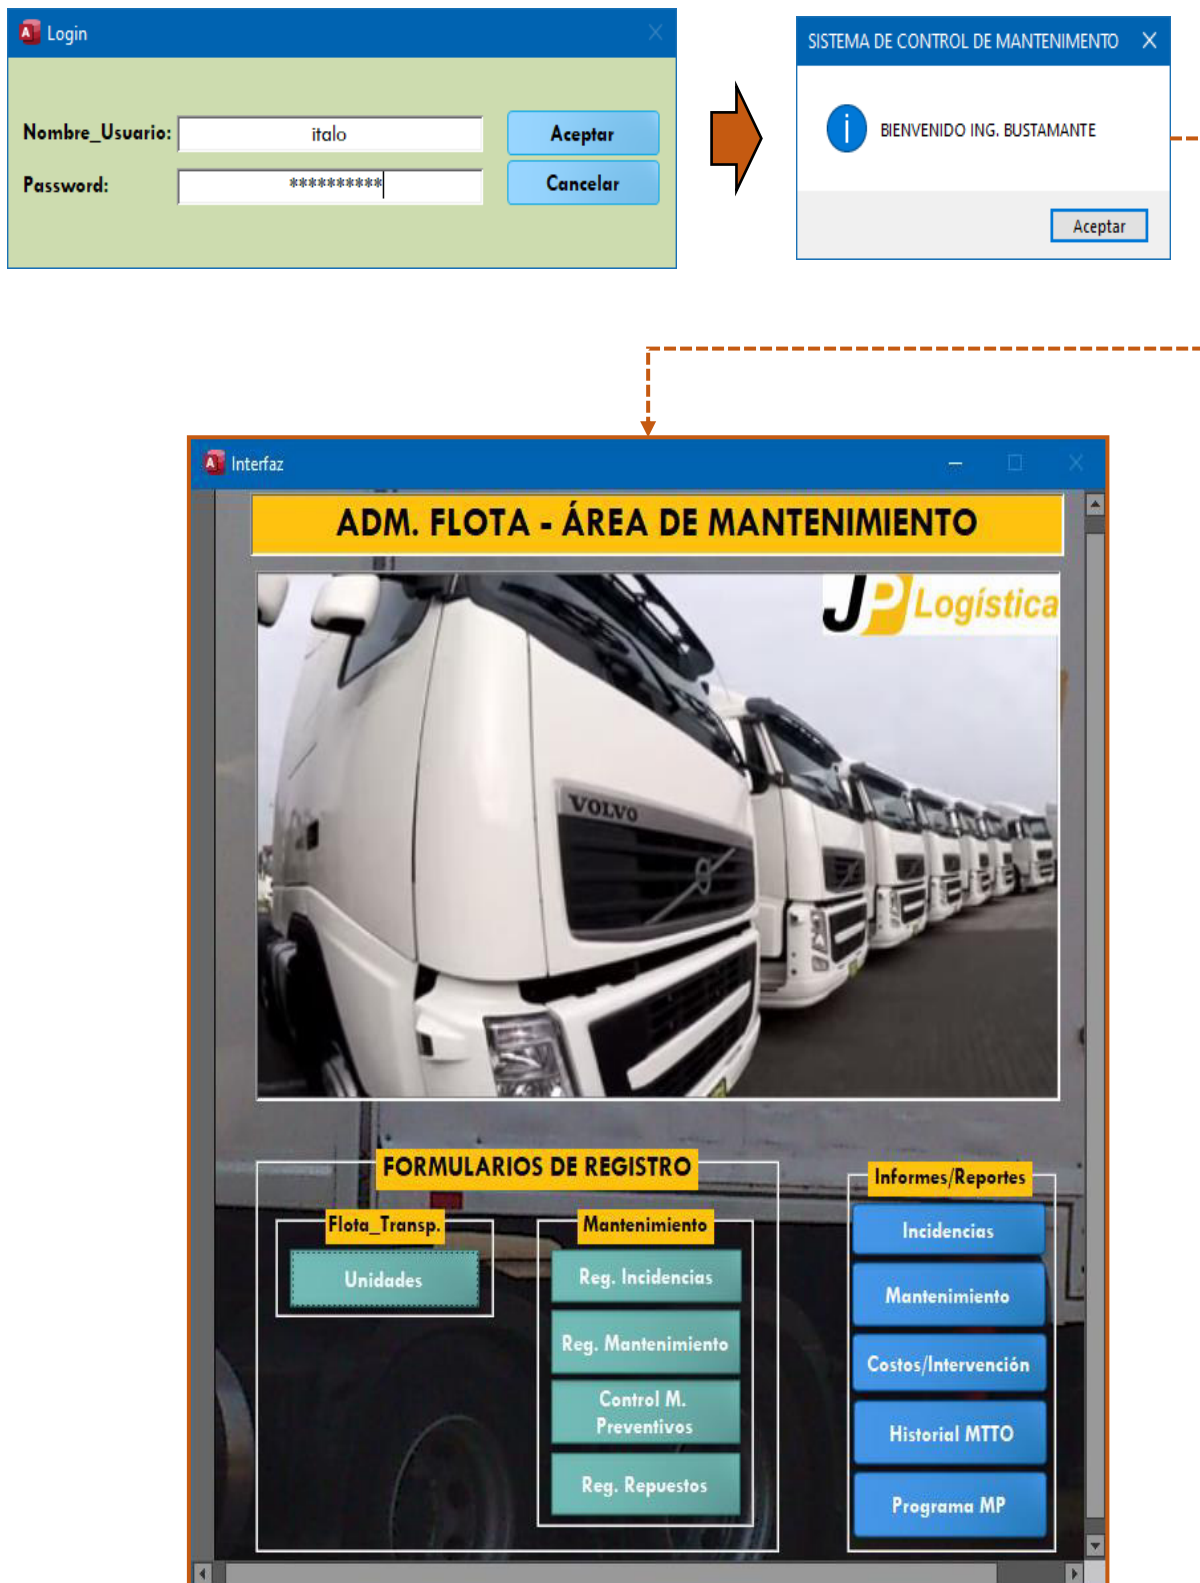 Login
Nombre_Usuario:
italo
Aceptar
Password:
**********
Cancelar
SISTEMA DE CONTROL DE MANTENIMENTO
BIENVENIDO ING. BUSTAMANTE
Aceptar
Interfaz
ADM. FLOTA - ÁREA DE MANTENIMIENTO
JP Logística
VOLVO
FORMULARIOS DE REGISTRO
Flota_Transp.
Unidades
Mantenimiento
Reg. Incidencias
Reg. Mantenimiento
Control M.
Preventivos
Reg. Repuestos
Informes/Reportes
Incidencias
Mantenimiento
Costos/Intervención
Historial MTTO
Programa MP